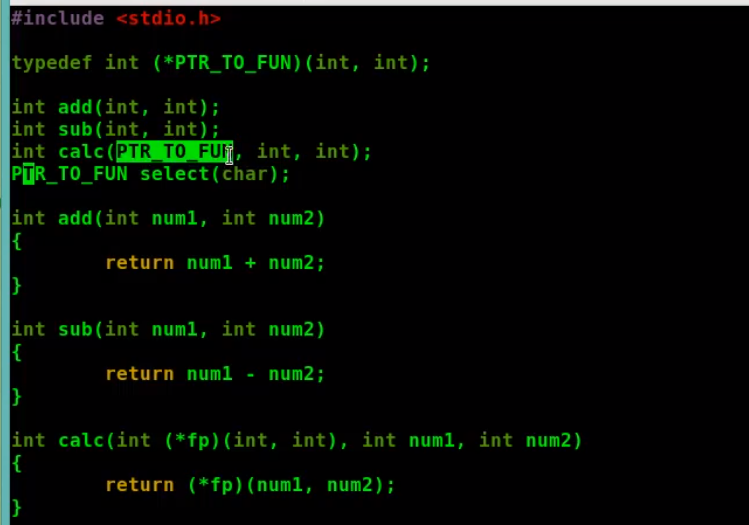 #include <stdio.h>
typedef int (*PTR_TO_FUN)(int, int);
int add(int, int);
int sub(int, int);
int calc(PTR_TO_FUN, int, int);
PTR_TO_FUN select(char);
int add(int num1, int num2)
{
return num1 + num2;
}
int sub(int num1, int num2)
{
return num1 - num2;
}
int calc(int (*fp)(int, int), int num1, int num2)
{
return (*fp)(num1, num2);
}